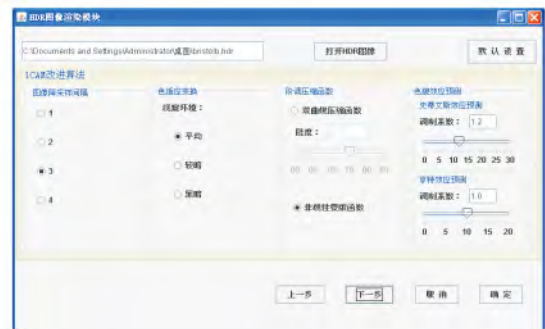 HDR图像渲染模块
C:\Documents and Settings\Administrator\桌面\bristolb.hdr
打开HDR图像
默认设置
ICAM改进算法
图像降采样间隔
1
2
3
4
色适应变换
观察环境：
平均
较暗
黑暗
阶调压缩函数
双曲线压缩函数
陡度：
非线性压缩函数
色貌效应预测
史蒂文斯效应预测
调制系数： 1.2
0 5 10 15 20 25 30
亨特效应预测
调制系数： 1.0
0 5 10 15 20
上一步
下一步
取消
确定